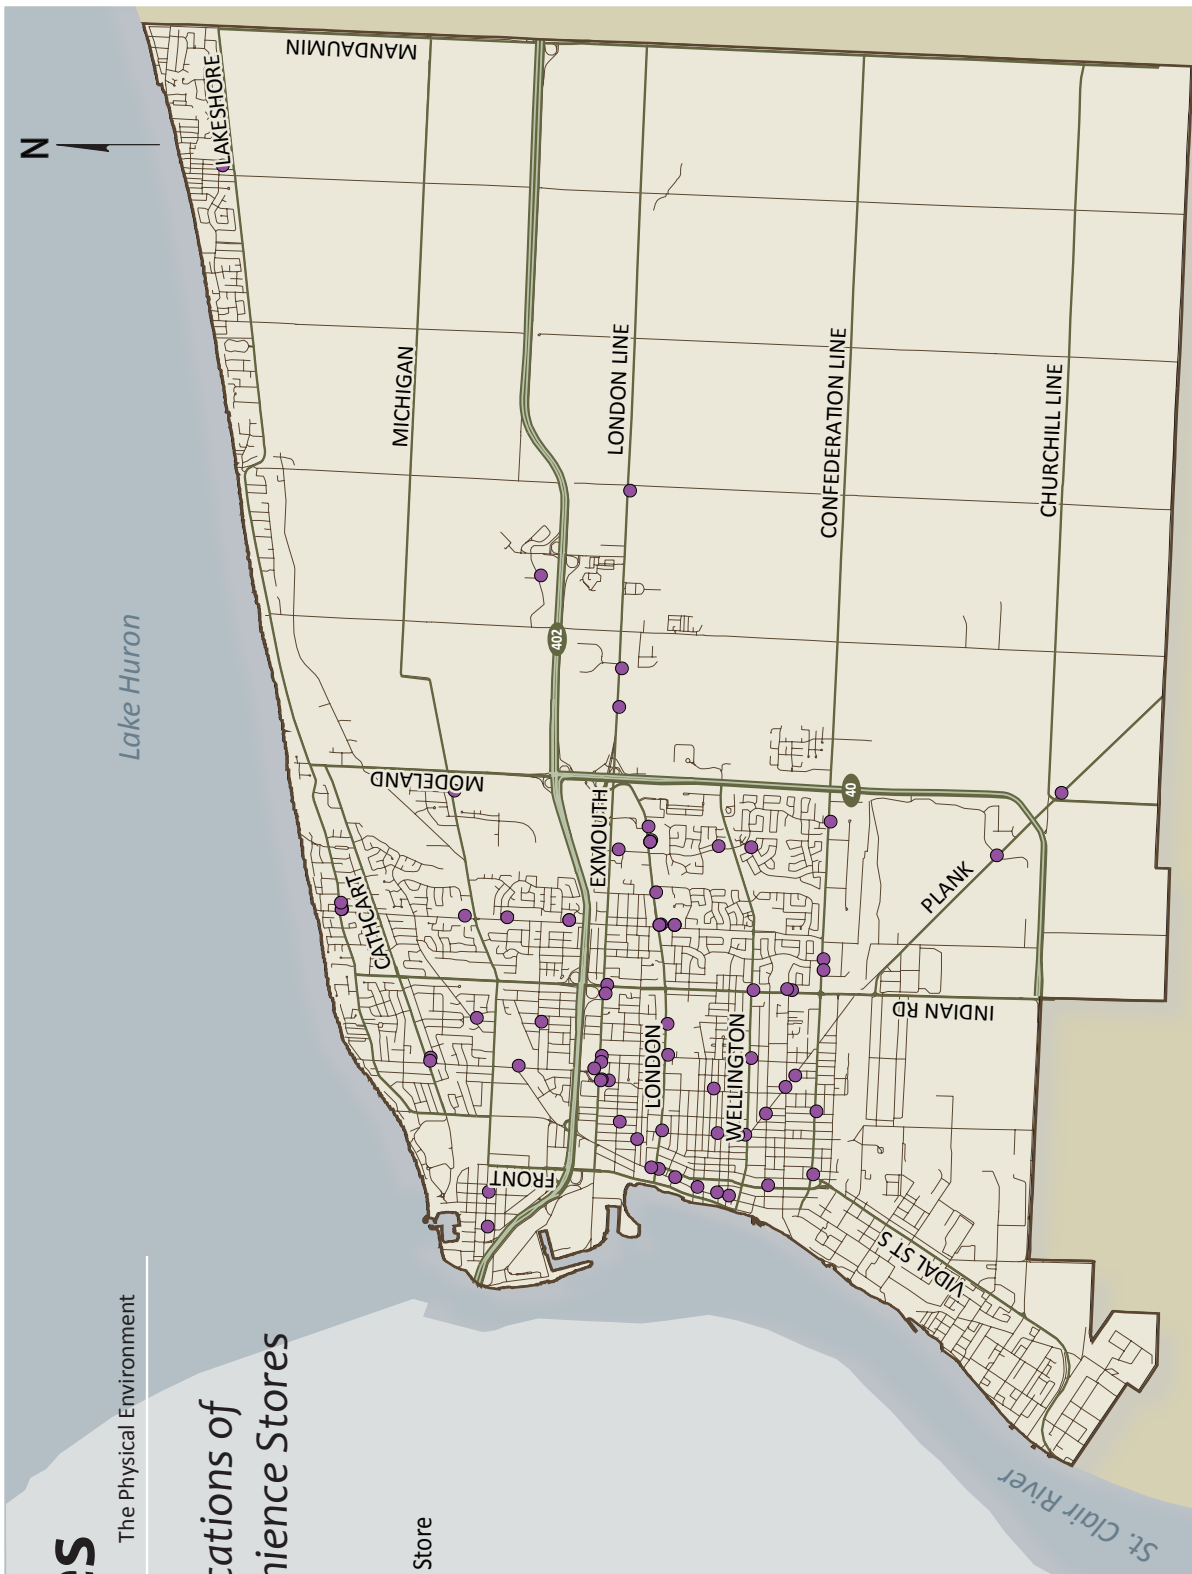 es
The Physical Environment
cations of
nience Stores
Store
N
Lake Huron
LAKESHORE
MANDAUMIN
MICHIGAN
LONDON LINE
CONFEDERATION LINE
CHURCHILL LINE
402
MODELAND
EXMOUTH
40
CATHCART
PLANK
INDIAN RD
LONDON
WELLINGTON
FRONT
VIDAL ST S
St. Clair River